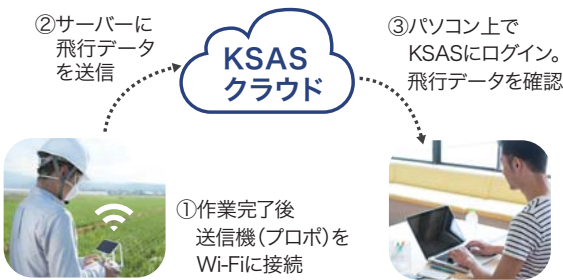 ②サーバーに
飛行データ
を送信
KSAS
クラウド
③パソコン上で
KSASにログイン。
飛行データを確認
①作業完了後
送信機(プロポ)を
Wi-Fiに接続